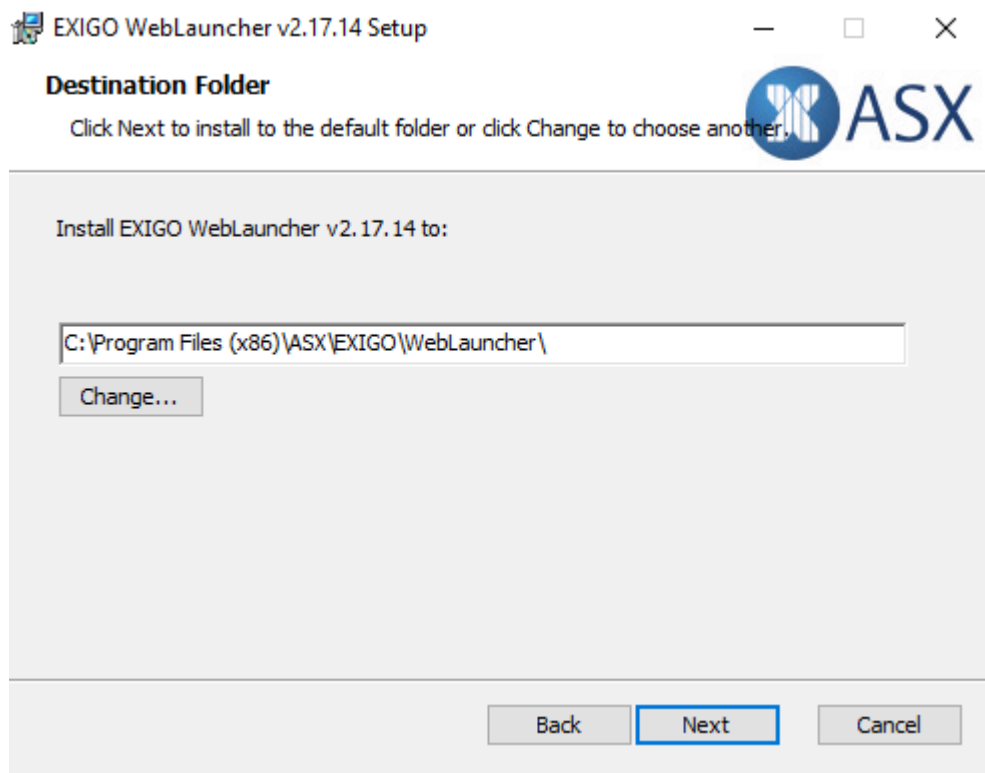 EXIGO WebLauncher v2.17.14 Setup
Destination Folder
Click Next to install to the default folder or click Change to choose another.
ASX
Install EXIGO WebLauncher v2.17.14 to:
C:\Program Files (x86)\ASX\EXIGO\WebLauncher\
Change...
Back Next Cancel